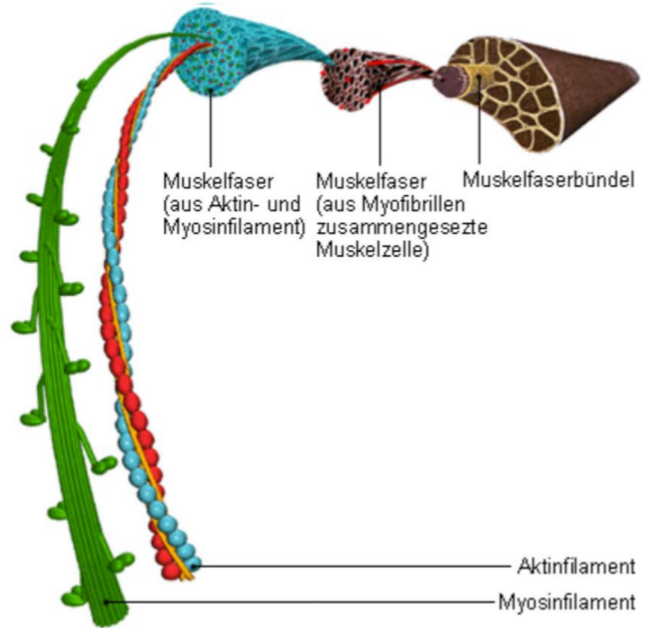 Muskelfaser
(aus Aktin- und
Myosinfilament)
Muskelfaser
(aus Myofibrillen
zusammengesezte
Muskelzelle)
Muskelfaserbündel
Aktinfilament
Myosinfilament